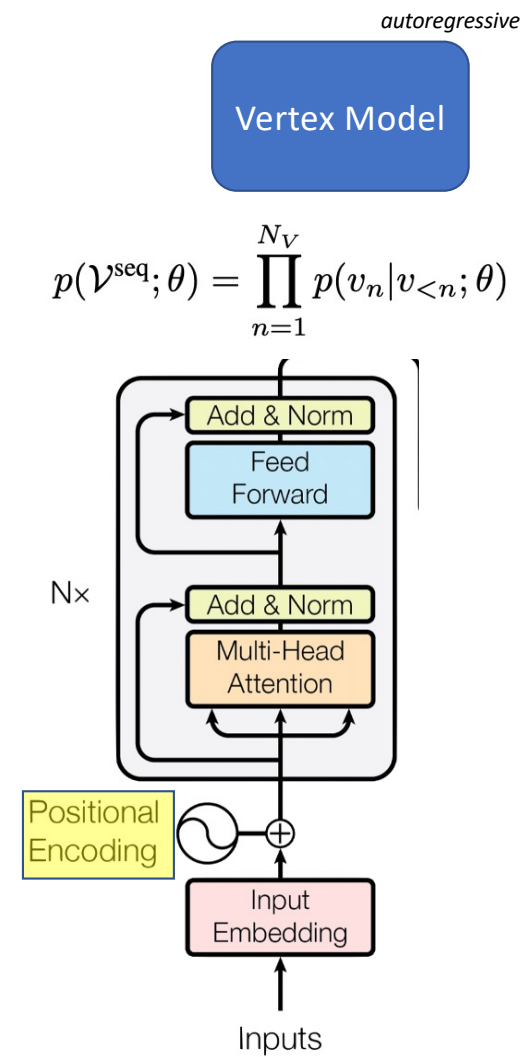 autoregressive
Vertex Model
p(𝒱^seq; θ) = ∏_{n=1}^{N_V} p(v_n|v_{<n}; θ)
Add & Norm
Feed
Forward
N×
Add & Norm
Multi-Head
Attention
Positional
Encoding
Input
Embedding
Inputs